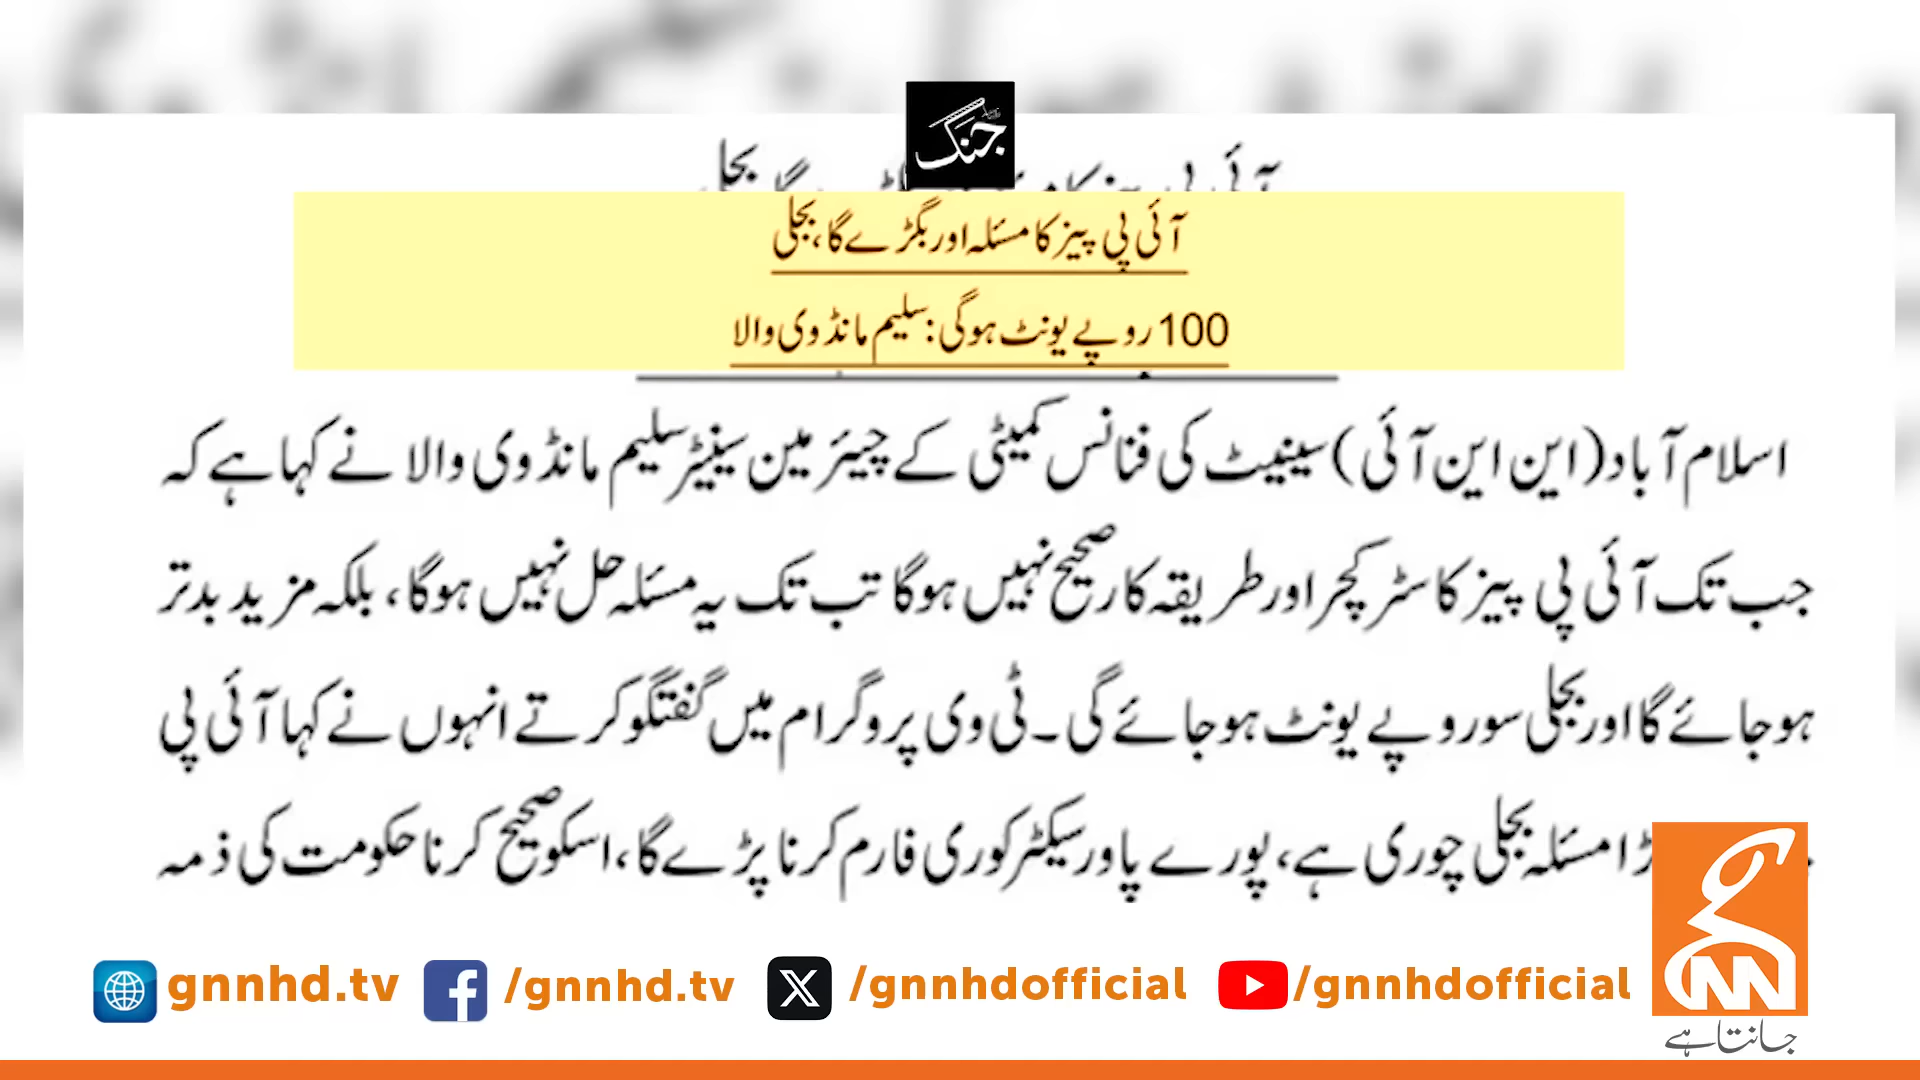 جنگ
آئی پی پیز کا مسئلہ اور بگڑے گا، بجلی
100 روپے یونٹ ہوگی: سلیم مانڈوی والا
اسلام آباد (این این آئی) سینیٹ کی فنانس کمیٹی کے چیئرمین سینیٹر سلیم مانڈوی والا نے کہا ہے کہ
جب تک آئی پی پیز کا سٹرکچر اور طریقہ کار صحیح نہیں ہوگا تب تک یہ مسئلہ حل نہیں ہوگا، بلکہ مزید بدتر
ہو جائے گا اور بجلی سو روپے یونٹ ہو جائے گی۔ ٹی وی پروگرام میں گفتگو کرتے انہوں نے کہا آئی پی
مسئلہ بجلی چوری ہے، پورے پاور سیکٹر کو ری فارم کرنا پڑے گا، اسکو صحیح کرنا حکومت کی ذمہ
gnnhd.tv /gnnhd.tv /gnnhdofficial /gnnhdofficial
GNN
جانتا ہے